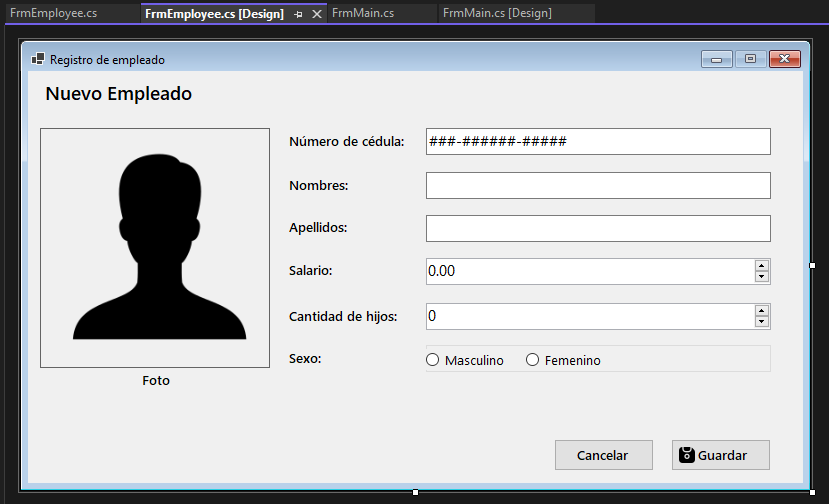 FrmEmployee.cs FrmEmployee.cs [Design] FrmMain.cs FrmMain.cs [Design]
Registro de empleado
Nuevo Empleado
Número de cédula: ###-######-#####
Nombres:
Apellidos:
Salario: 0.00
Cantidad de hijos: 0
Sexo: Masculino Femenino
Foto
Cancelar Guardar